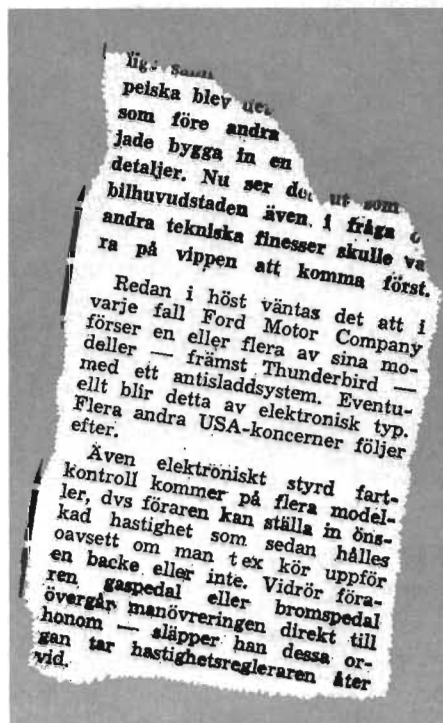 pelska blev
som före andra
jade bygga in en
detaljer. Nu ser det ut som
bilhuvudstaden även i fråga
andra tekniska finesser skulle va
ra på vippen att komma först.
Redan i höst väntas det att i
varje fall Ford Motor Company
förser en eller flera av sina mo-
deller — främst Thunderbird —
med ett antisladdsystem. Eventu-
ellt blir detta av elektronisk typ.
Flera andra USA-koncerner följer
efter.
Även elektroniskt styrd fart-
kontroll kommer på flera model-
ler, dvs föraren kan ställa in öns-
kad hastighet som sedan hålles
oavsett om man t ex kör uppför
en backe eller inte. Vidrör föra-
ren gaspedal eller bromspedal
övergår manövreringen direkt till
honom — släpper han dessa or-
gan tar hastighetsregleraren åter
vid.